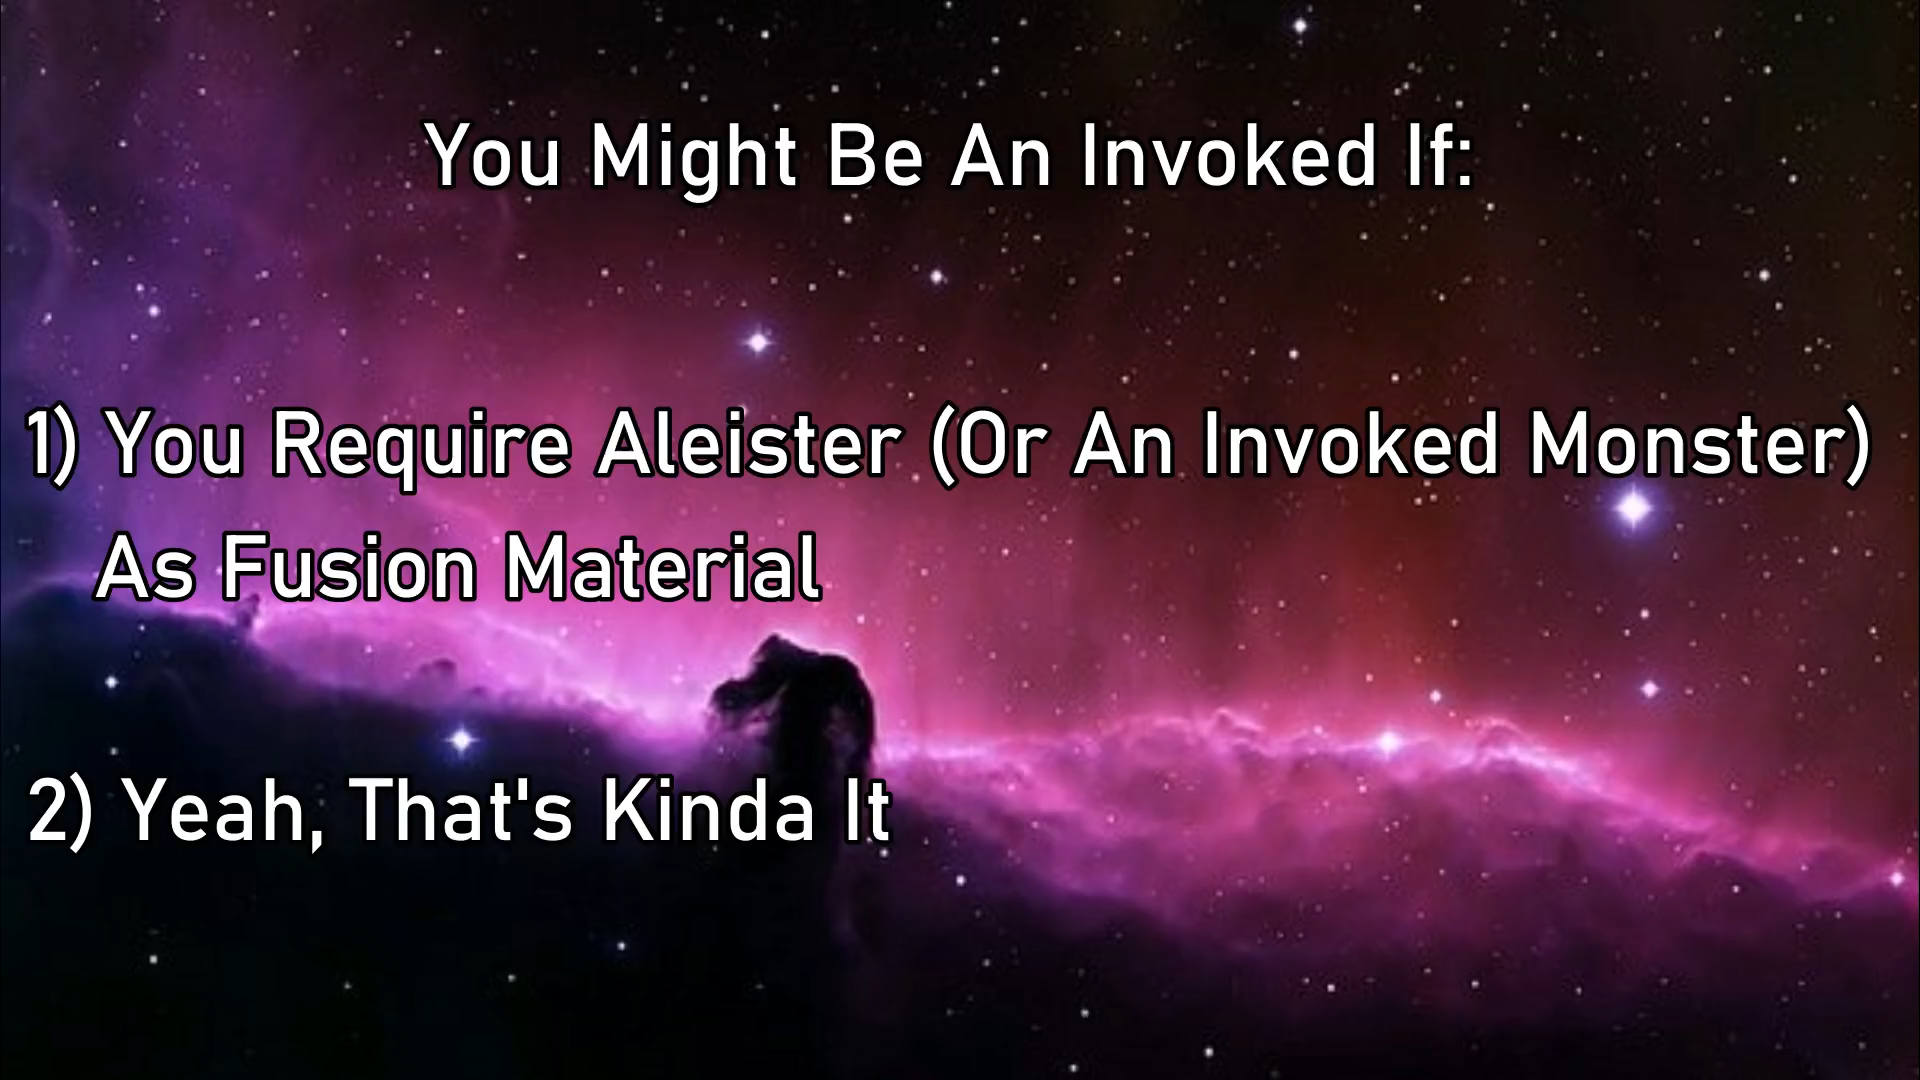 You Might Be An Invoked If:
1) You Require Aleister (Or An Invoked Monster)
As Fusion Material
2) Yeah, That's Kinda It